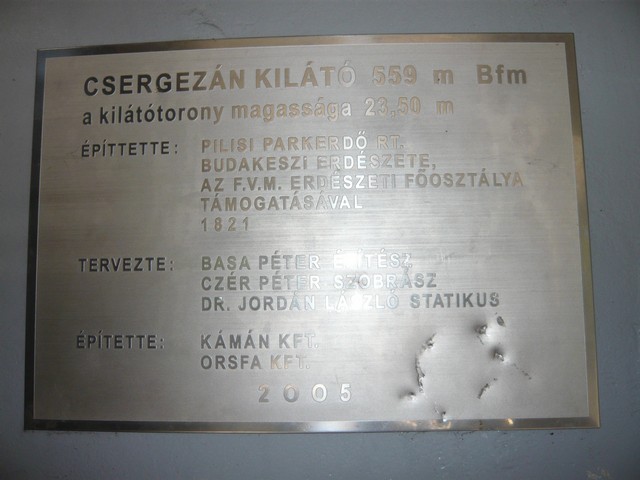 CSERGEZÁN KILÁTÓ 559 m Bfm
a kilátótorony magassága 23.50 m
ÉPÍTTETTE: PILISI PARKERDŐ RT.
BUDAKESZI ERDÉSZETE,
AZ F.V.M. ERDÉSZETI FŐOSZTÁLYA
TÁMOGATÁSÁVAL
1821
TERVEZTE: BASA PÉTER ÉPÍTÉSZ
CZÉR PÉTER SZOBRÁSZ
DR. JORDÁN LÁSZLÓ STATIKUS
ÉPÍTETTE: KÁMÁN KFT.
ORSFA KFT.
2005